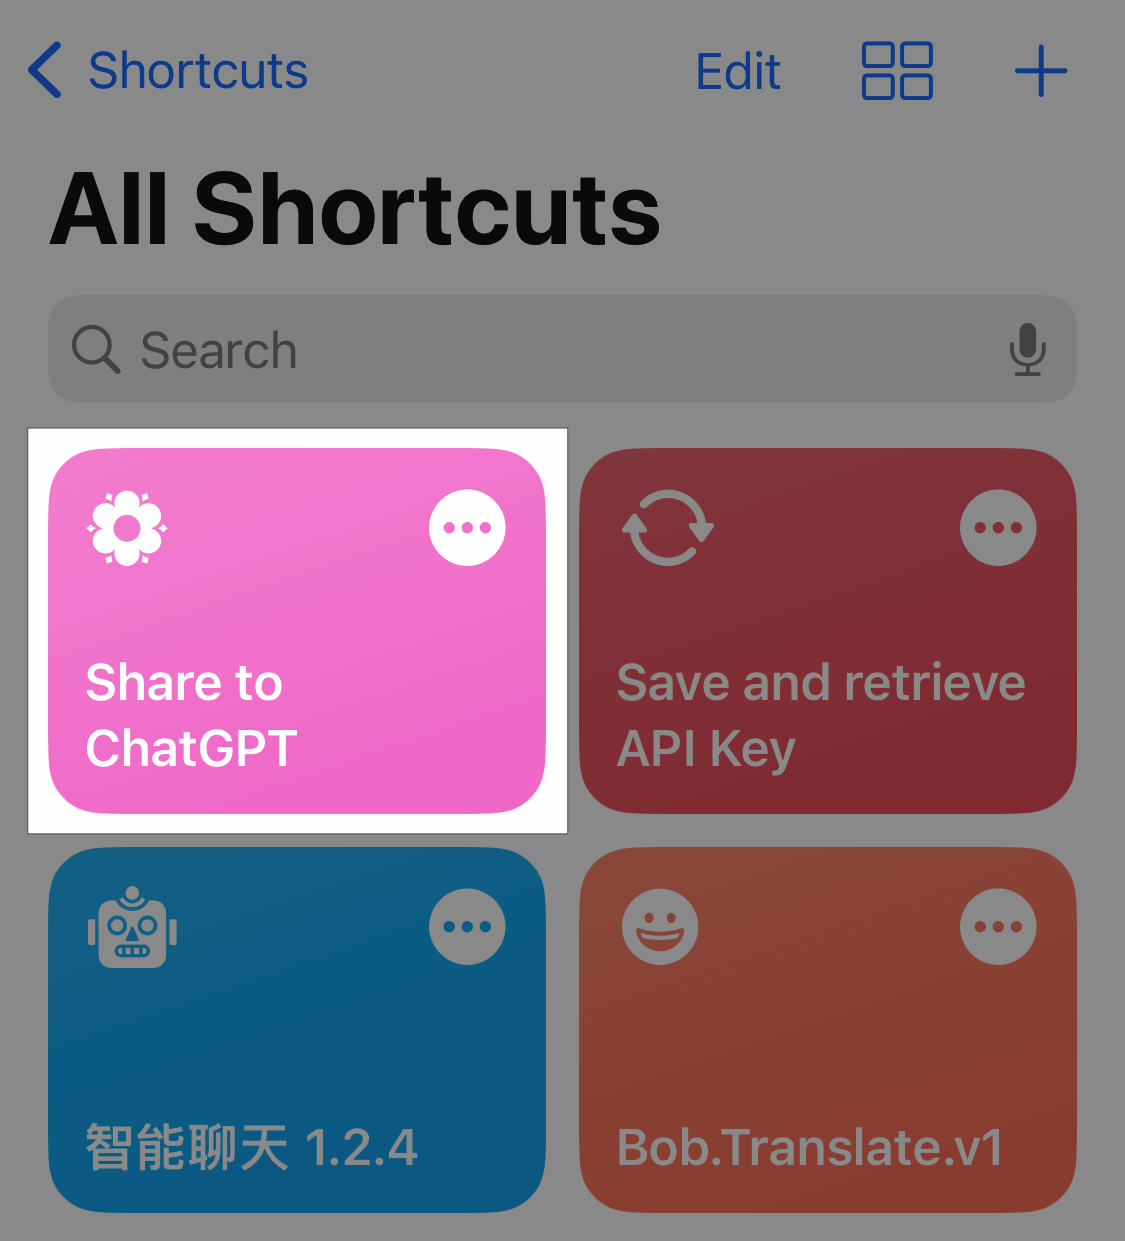 Shortcuts
Edit
All Shortcuts
Search
Share to
ChatGPT
Save and retrieve
API Key
智能聊天 1.2.4
Bob.Translate.v1